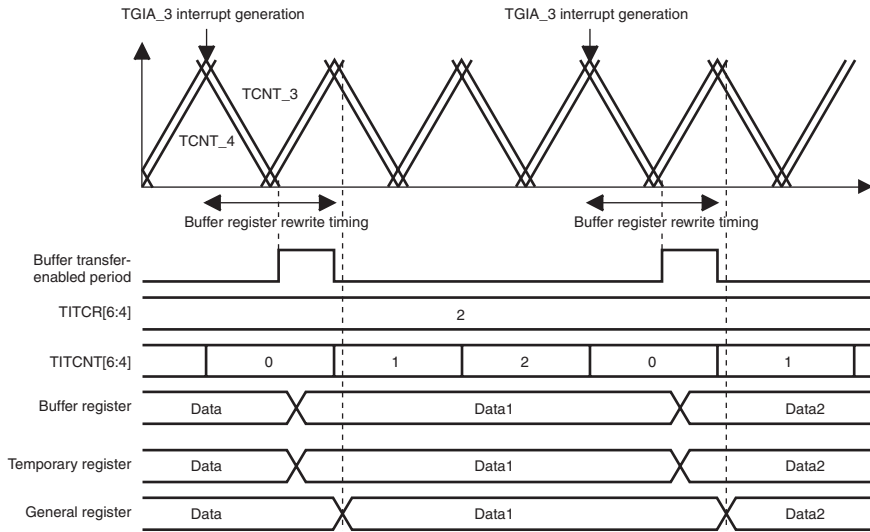 TGIA_3 interrupt generation
TGIA_3 interrupt generation
TCNT_3
TCNT_4
Buffer register rewrite timing
Buffer register rewrite timing
Buffer transfer-
enabled period
TITCR[6:4]
2
TITCNT[6:4]
0
1
2
0
1
Buffer register
Data
Data1
Data2
Temporary register
Data
Data1
Data2
General register
Data
Data1
Data2